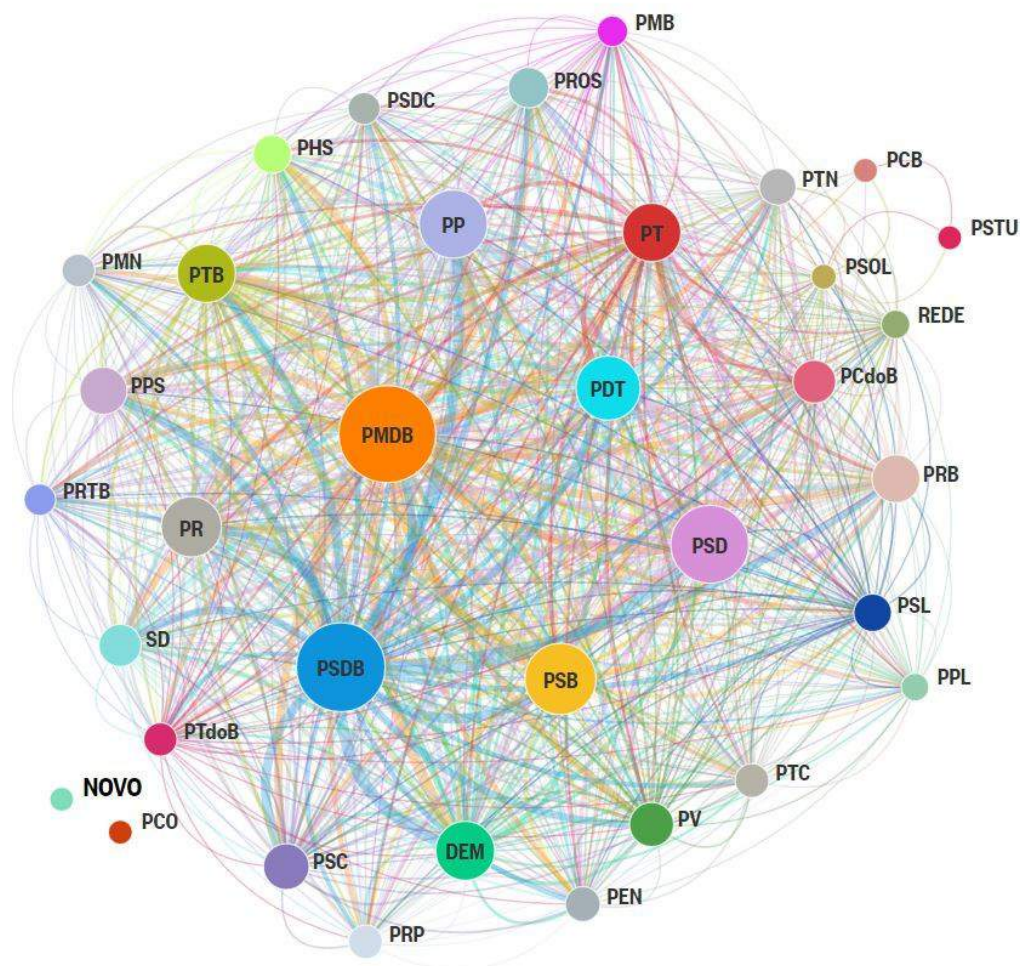 PMB
PROS
PSDC
PHS
PCB
PTN
PSTU
PP
PT
PMN
PTB
PSOL
REDE
PPS
PDT
PCdoB
PMDB
PRB
PRTB
PR
PSD
PSL
SD
PSDB
PSB
PPL
PTdoB
NOVO
PTC
PCO
PV
DEM
PSC
PEN
PRP